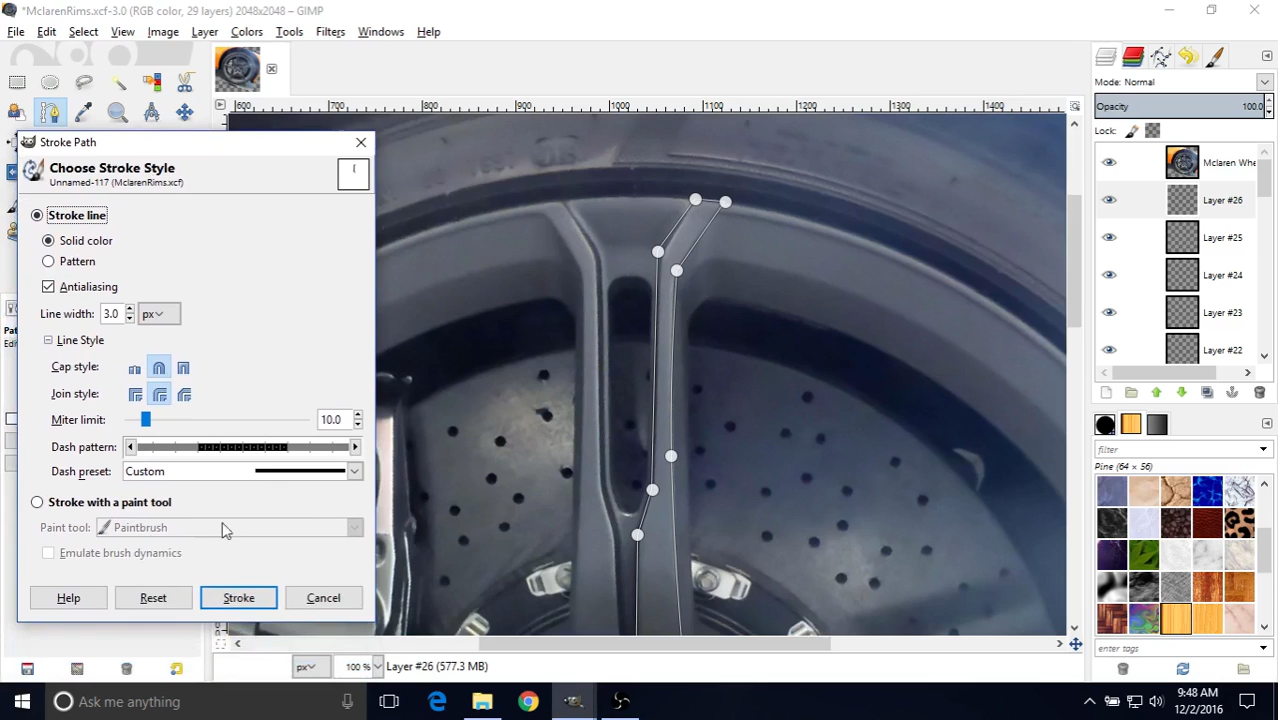 *MclarenRims.xcf-3.0 (RGB color, 29 layers) 2048x2048 – GIMP
File Edit Select View Image Layer Colors Tools Filters Windows Help
600 700 800 900 1000 1100 1200 1300 1400
Stroke Path
Choose Stroke Style
Unnamed-117 (MclarenRims.xcf)
Stroke line
Solid color
Pattern
Antialiasing
Line width: 3.0 px
Line Style
Cap style:
Join style:
Miter limit: 10.0
Dash pattern:
Dash preset: Custom
Stroke with a paint tool
Paint tool: Paintbrush
Emulate brush dynamics
Help Reset Stroke Cancel
Pat
Edi
px 100 % Layer #26 (577.3 MB)
Mode: Normal
Opacity 100.0
Lock:
Mclaren Whe
Layer #26
Layer #25
Layer #24
Layer #23
Layer #22
filter
Pine (64 × 56)
enter tags
Ask me anything
9:48 AM
12/2/2016